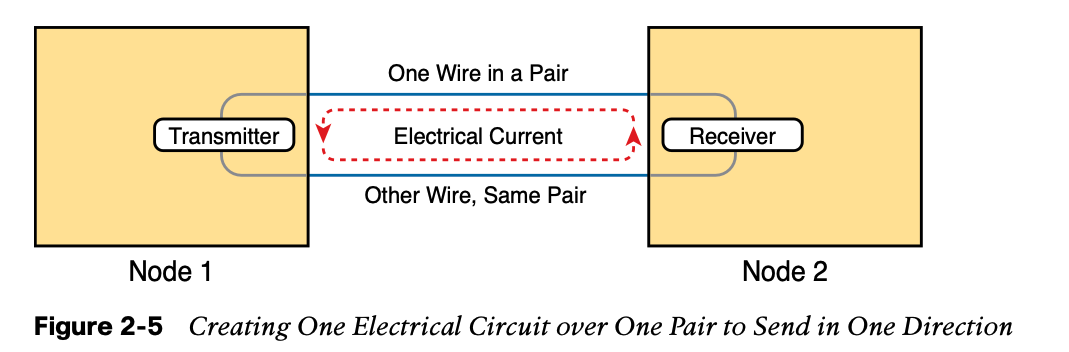 One Wire in a Pair
Transmitter
Electrical Current
Receiver
Other Wire, Same Pair
Node 1
Node 2
Figure 2-5 Creating One Electrical Circuit over One Pair to Send in One Direction